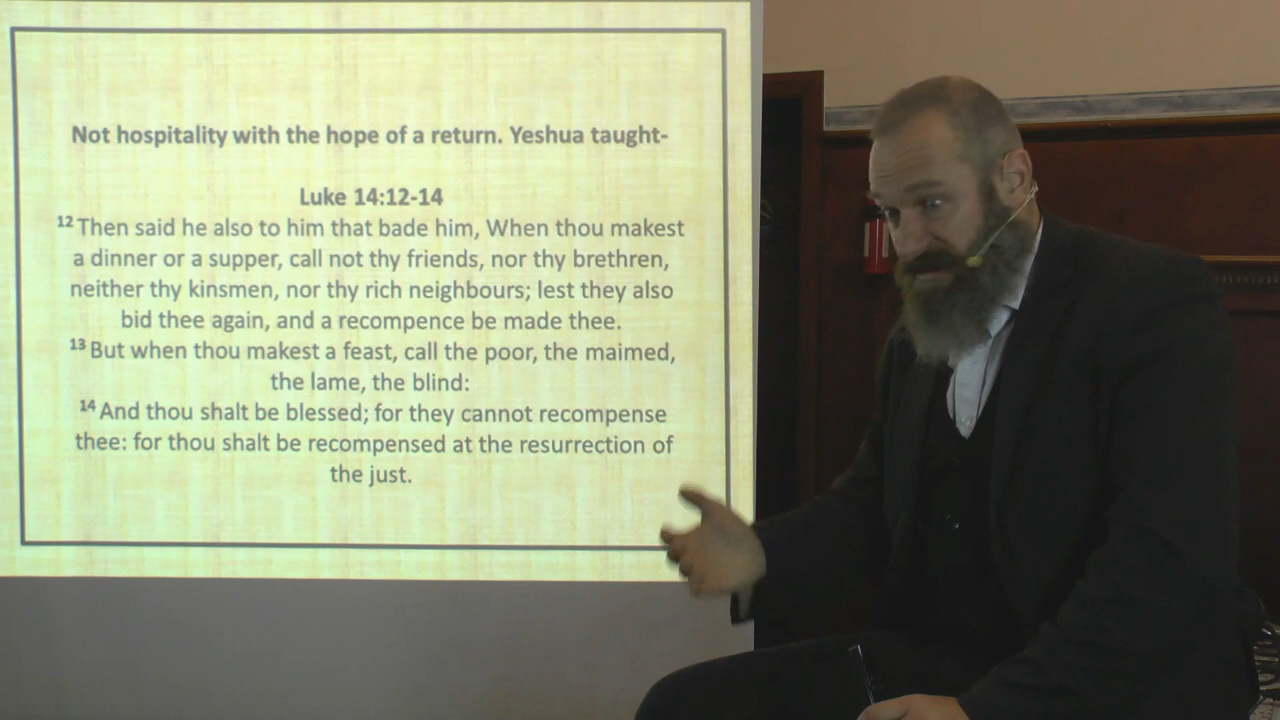 Not hospitality with the hope of a return. Yeshua taught-
Luke 14:12-14
12 Then said he also to him that bade him, When thou makest
a dinner or a supper, call not thy friends, nor thy brethren,
neither thy kinsmen, nor thy rich neighbours; lest they also
bid thee again, and a recompence be made thee.
13 But when thou makest a feast, call the poor, the maimed,
the lame, the blind:
14 And thou shalt be blessed; for they cannot recompense
thee: for thou shalt be recompensed at the resurrection of
the just.